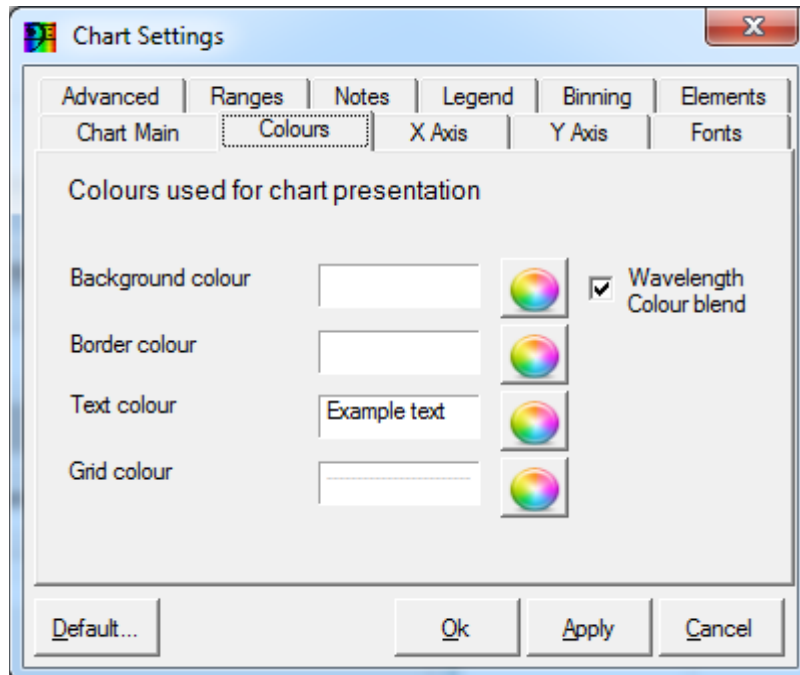 Chart Settings
Advanced Ranges Notes Legend Binning Elements
Chart Main Colours X Axis Y Axis Fonts
Colours used for chart presentation
Background colour
Wavelength
Colour blend
Border colour
Text colour Example text
Grid colour
Default... Ok Apply Cancel